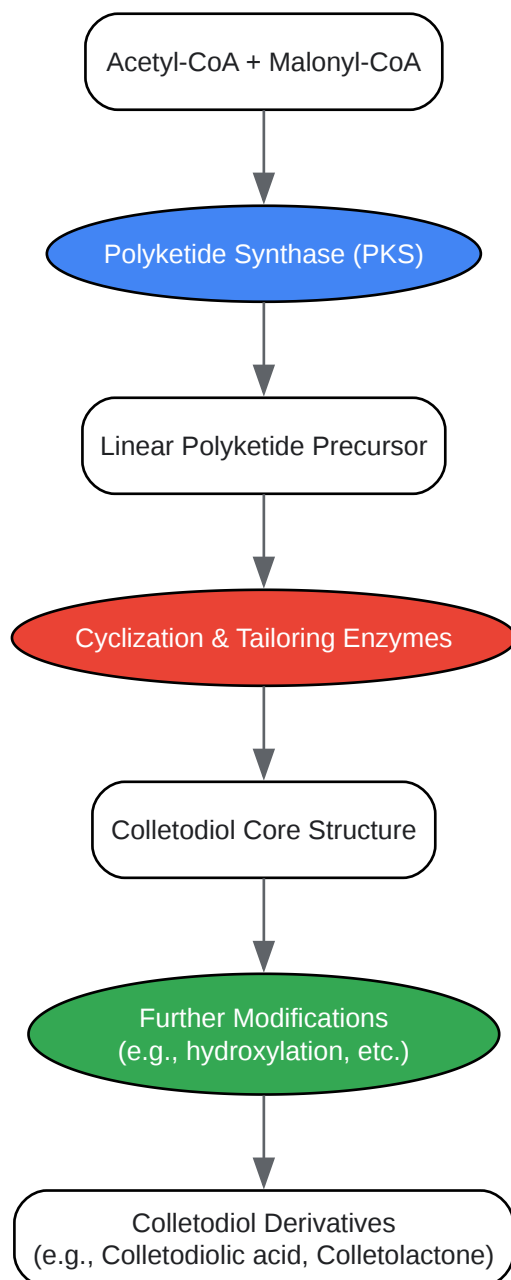 Acetyl-CoA + Malonyl-CoA
Polyketide Synthase (PKS)
Linear Polyketide Precursor
Cyclization & Tailoring Enzymes
Colletodiol Core Structure
Further Modifications
(e.g., hydroxylation, etc.)
Colletodiol Derivatives
(e.g., Colletodiolic acid, Colletolactone)